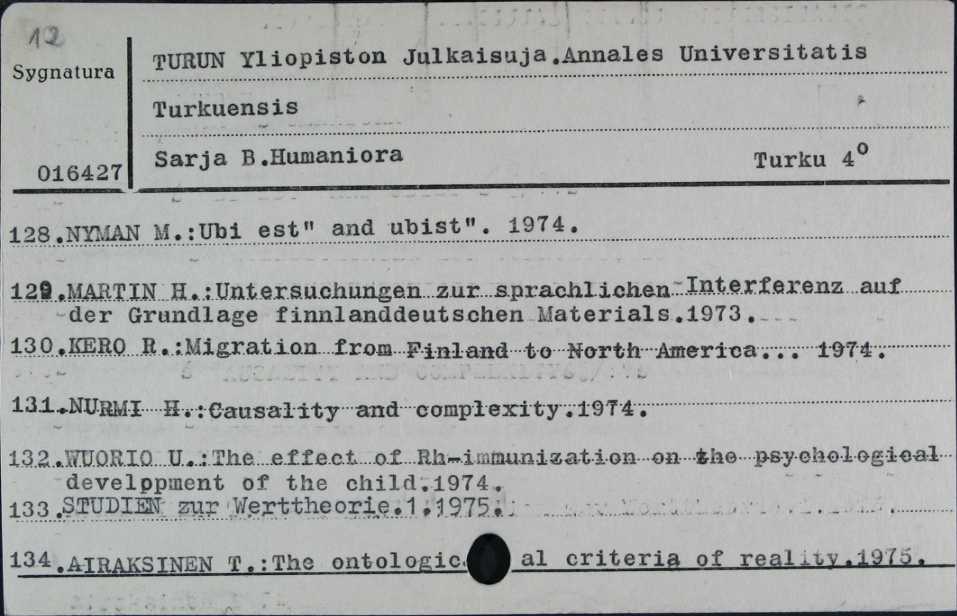 12
Sygnatura
016427
TURUN Yliopiston Julkaisuja.Annales Universitatis
Turkuensis
Sarja B.Humaniora Turku 4º
128.NYMAN M.:Ubi est" and ubist". 1974.
129.MARTIN H.:Untersuchungen zur sprachlichen Interferenz auf
der Grundlage finnlanddeutschen Materials.1973.
130.KERO R.:Migration from Finland to North America... 1974.
131.NURMI H.:Causality and complexity.1974.
132.WUORIO U.:The effect of Rh-immunization on the psychological
develppment of the child.1974.
133.STUDIEN zur Werttheorie.1.1975.
134.AIRAKSINEN T.:The ontologic al criteria of reality.1975.